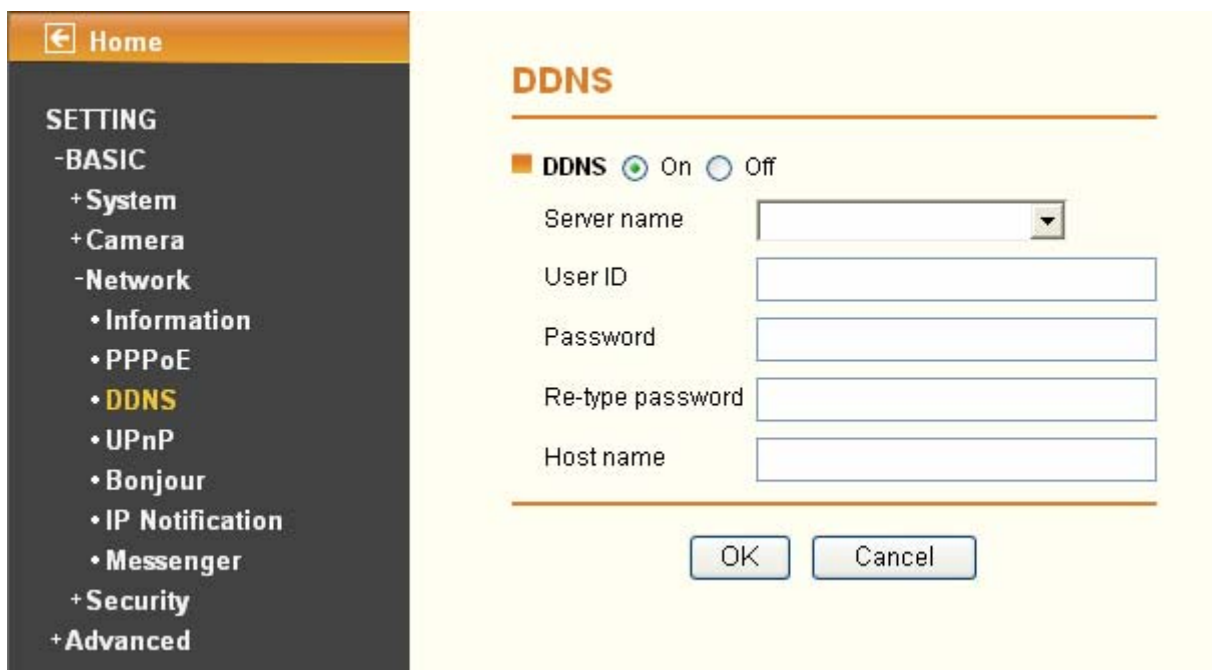 Home
SETTING
-BASIC
+System
+Camera
-Network
•Information
•PPPoE
•DDNS
•UPnP
•Bonjour
•IP Notification
•Messenger
+Security
+Advanced
DDNS
DDNS On Off
Server name
User ID
Password
Re-type password
Host name
OK Cancel